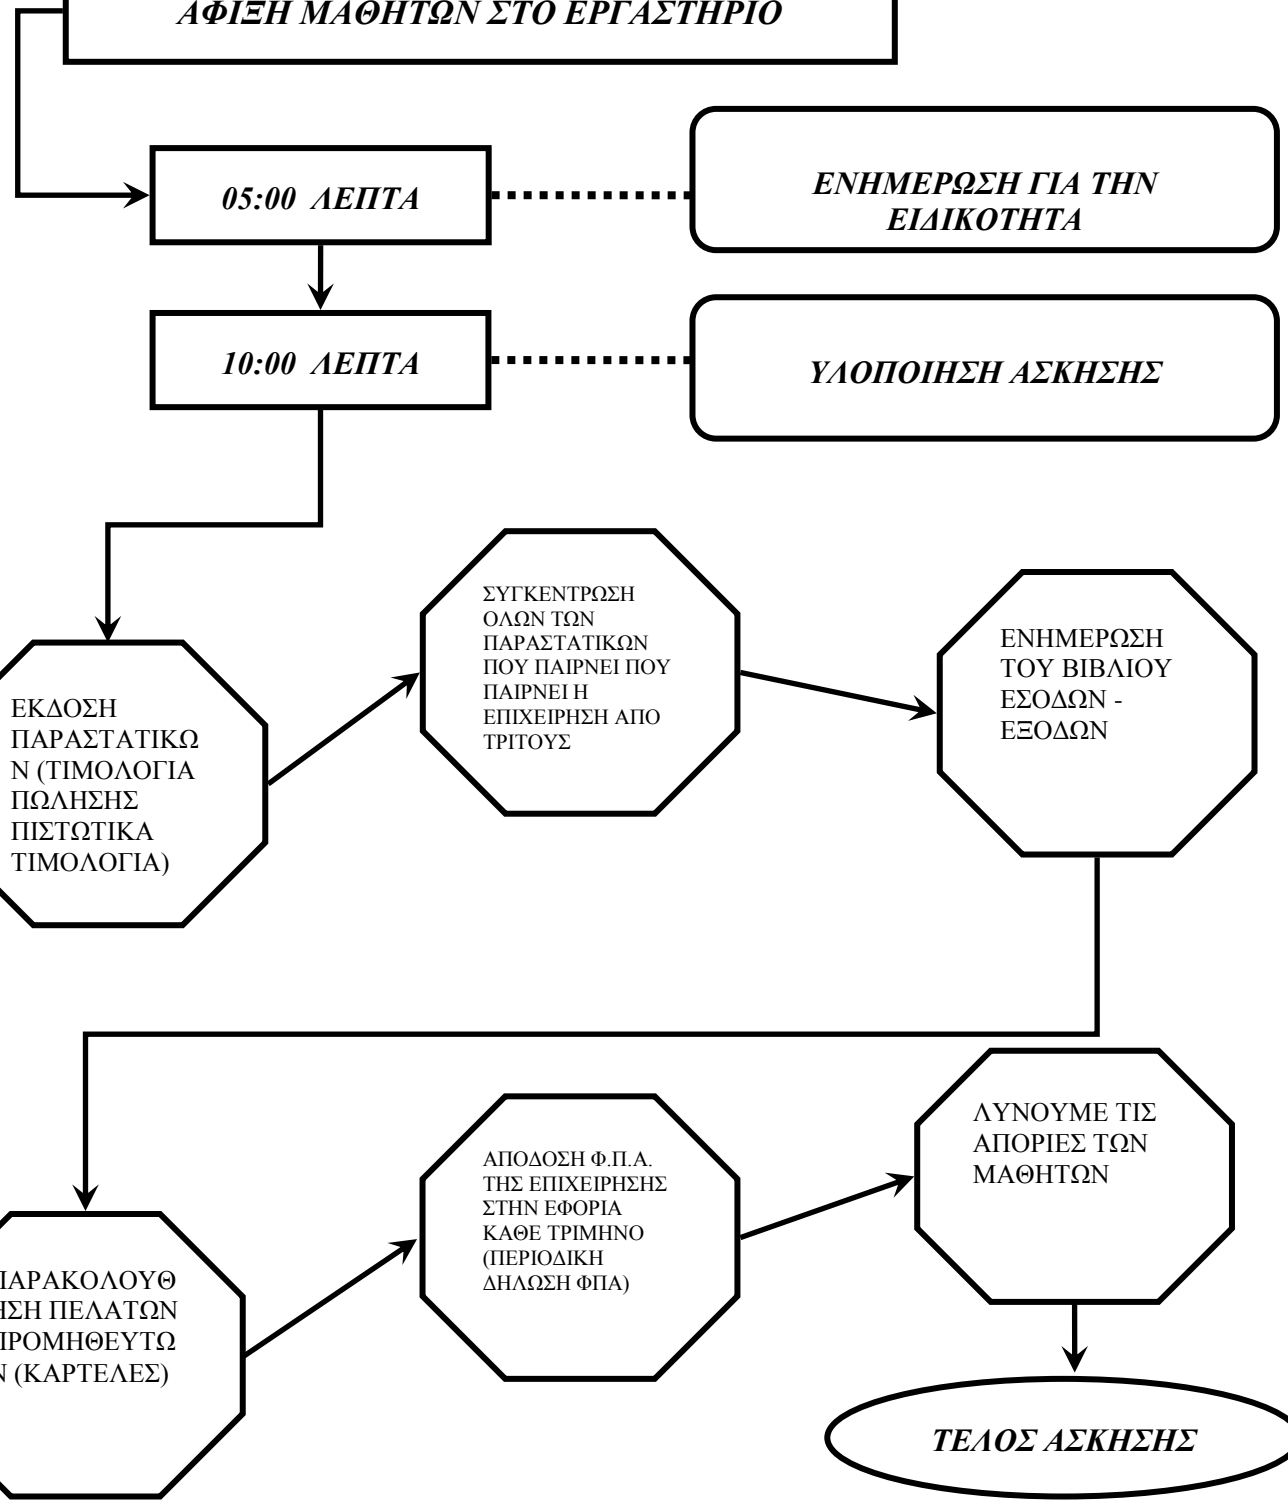 ΑΦΙΞΗ ΜΑΘΗΤΩΝ ΣΤΟ ΕΡΓΑΣΤΗΡΙΟ
05:00 ΛΕΠΤΑ
ΕΝΗΜΕΡΩΣΗ ΓΙΑ ΤΗΝ
ΕΙΔΙΚΟΤΗΤΑ
10:00 ΛΕΠΤΑ
ΥΛΟΠΟΙΗΣΗ ΑΣΚΗΣΗΣ
ΕΚΔΟΣΗ
ΠΑΡΑΣΤΑΤΙΚΩ
Ν (ΤΙΜΟΛΟΓΙΑ
ΠΩΛΗΣΗΣ
ΠΙΣΤΩΤΙΚΑ
ΤΙΜΟΛΟΓΙΑ)
ΣΥΓΚΕΝΤΡΩΣΗ
ΟΛΩΝ ΤΩΝ
ΠΑΡΑΣΤΑΤΙΚΩΝ
ΠΟΥ ΠΑΙΡΝΕΙ ΠΟΥ
ΠΑΙΡΝΕΙ Η
ΕΠΙΧΕΙΡΗΣΗ ΑΠΟ
ΤΡΙΤΟΥΣ
ΕΝΗΜΕΡΩΣΗ
ΤΟΥ ΒΙΒΛΙΟΥ
ΕΣΟΔΩΝ -
ΕΞΟΔΩΝ
ΠΑΡΑΚΟΛΟΥΘ
ΗΣΗ ΠΕΛΑΤΩΝ
ΠΡΟΜΗΘΕΥΤΩ
Ν (ΚΑΡΤΕΛΕΣ)
ΑΠΟΔΟΣΗ Φ.Π.Α.
ΤΗΣ ΕΠΙΧΕΙΡΗΣΗΣ
ΣΤΗΝ ΕΦΟΡΙΑ
ΚΑΘΕ ΤΡΙΜΗΝΟ
(ΠΕΡΙΟΔΙΚΗ
ΔΗΛΩΣΗ ΦΠΑ)
ΛΥΝΟΥΜΕ ΤΙΣ
ΑΠΟΡΙΕΣ ΤΩΝ
ΜΑΘΗΤΩΝ
ΤΕΛΟΣ ΑΣΚΗΣΗΣ